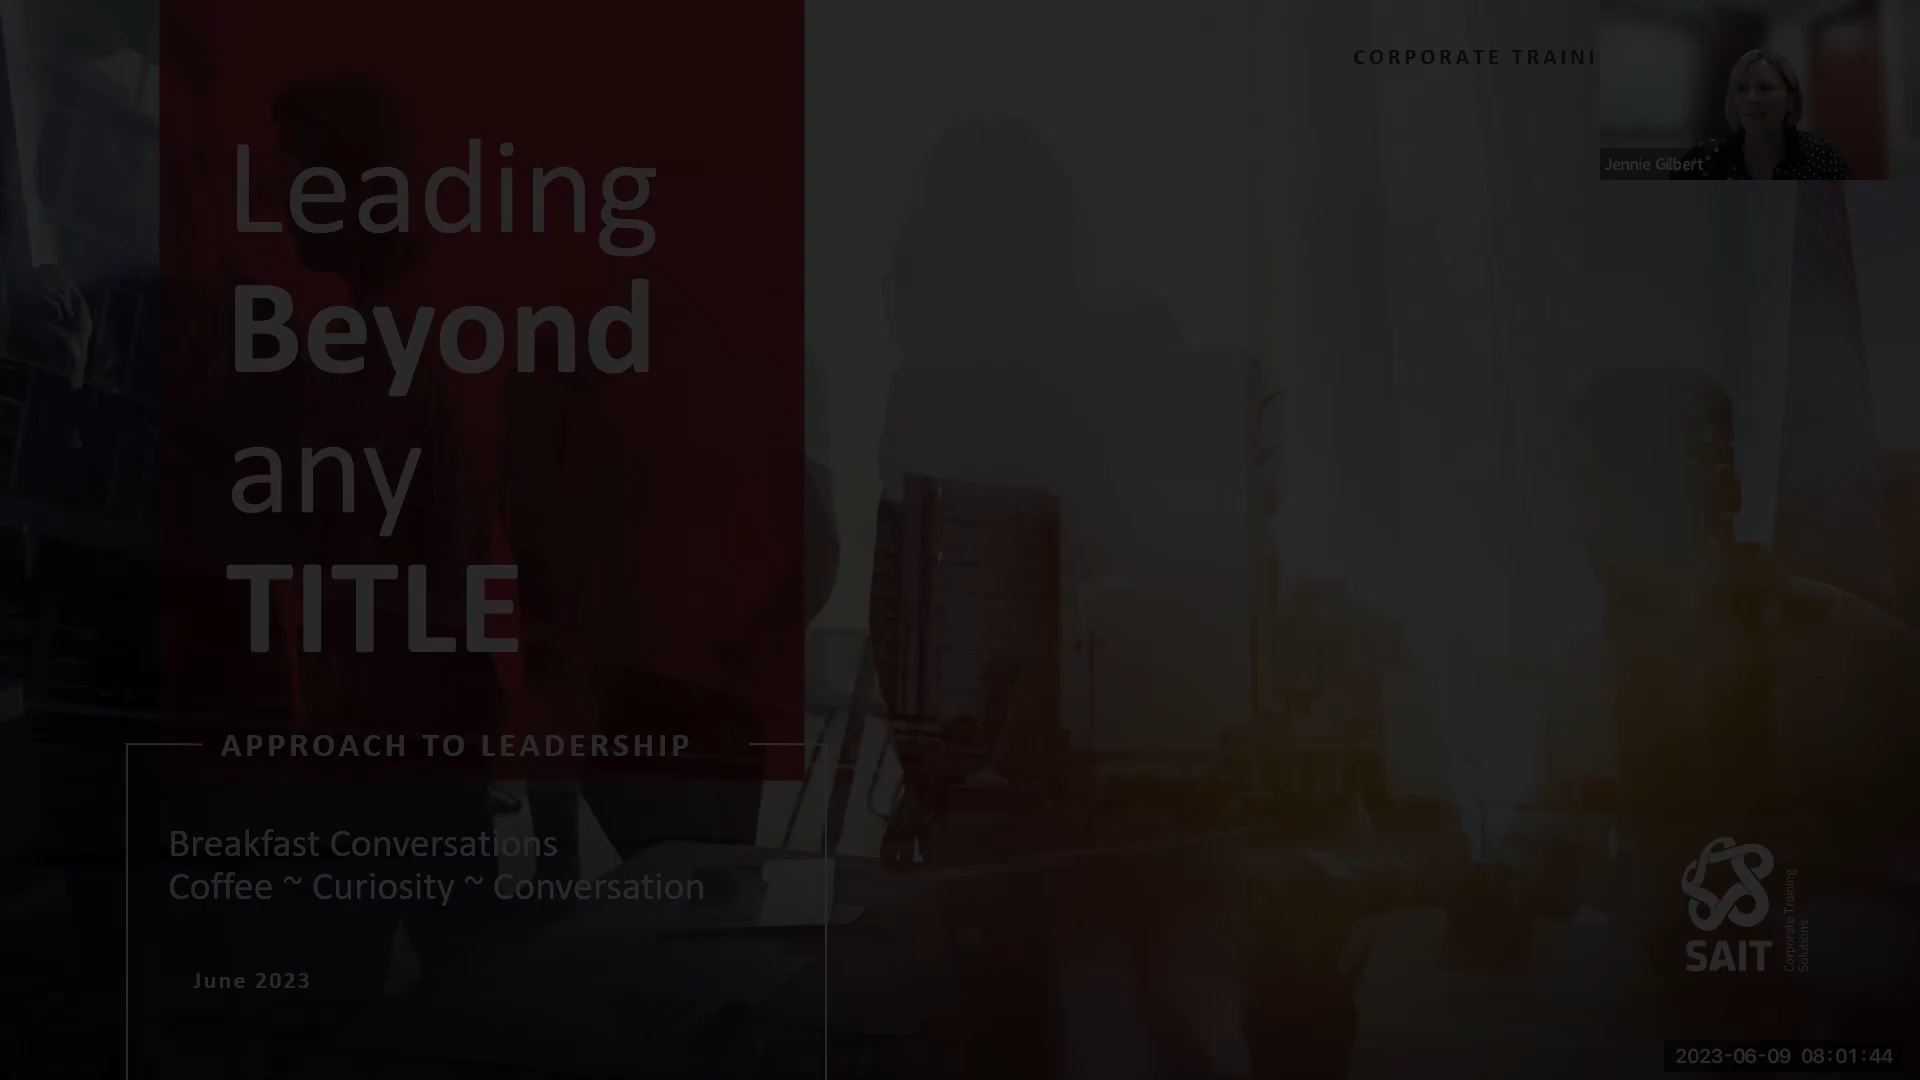 CORPORATE TRAINI
Jennie Gilbert
Leading
Beyond
any
TITLE
APPROACH TO LEADERSHIP
Breakfast Conversations
Coffee ~ Curiosity ~ Conversation
June 2023
SAIT
Corporate Training
Solutions
2023-06-09 08:01:44